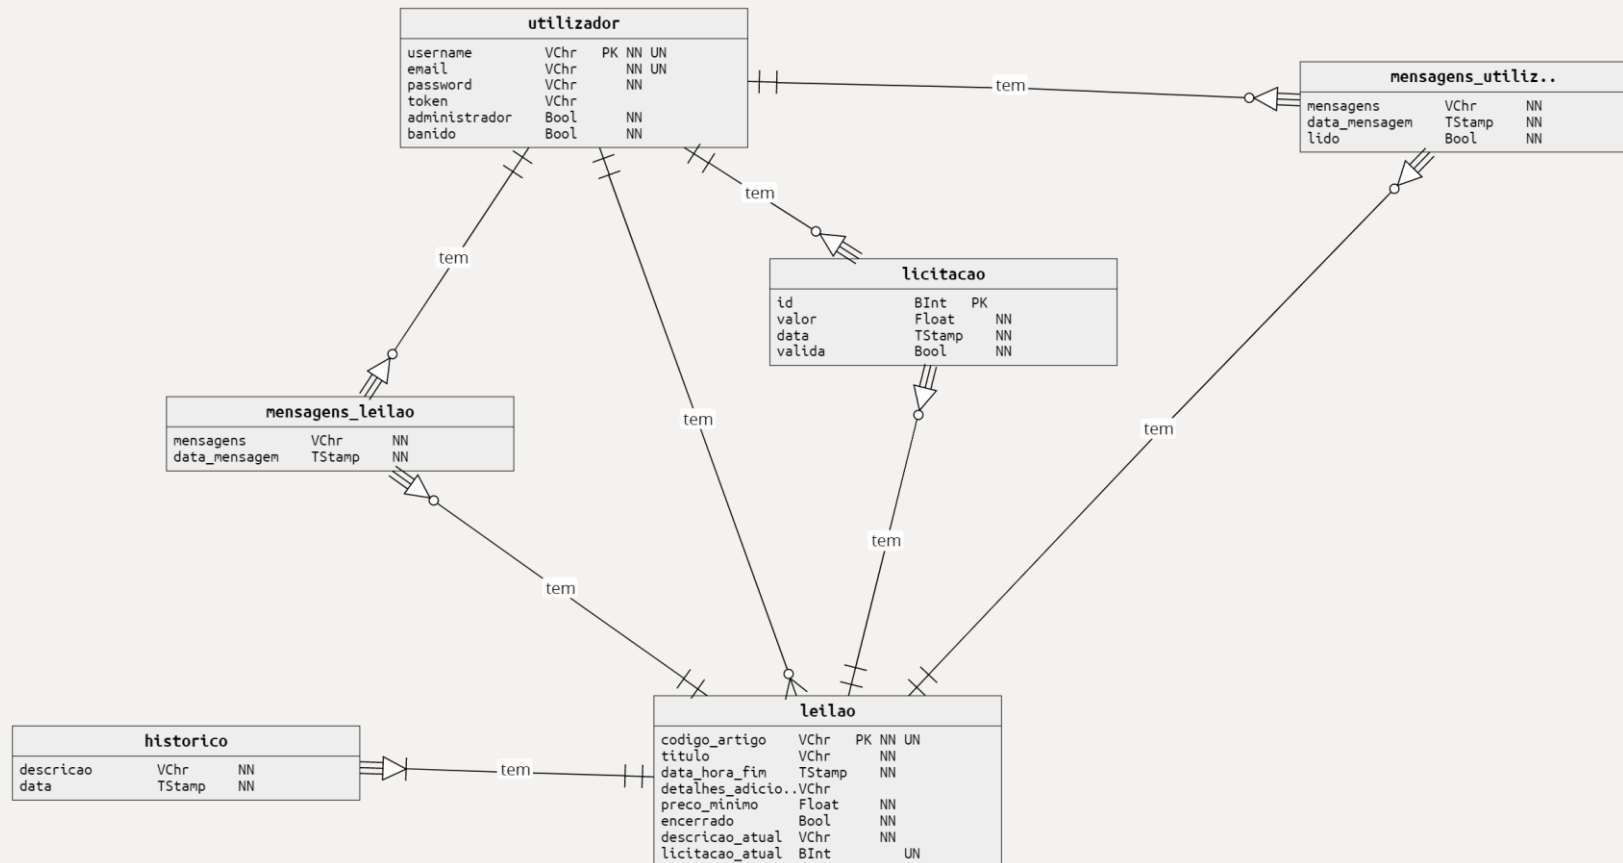 utilizador
username VChr PK NN UN
email VChr NN UN
password VChr NN
token VChr
administrador Bool NN
banido Bool NN
tem
mensagens_utiliz..
mensagens VChr NN
data_mensagem TStamp NN
lido Bool NN
tem
tem
licitacao
id BInt PK
valor Float NN
data TStamp NN
valida Bool NN
mensagens_leilao
mensagens VChr NN
data_mensagem TStamp NN
tem
tem
tem
tem
leilao
codigo_artigo VChr PK NN UN
titulo VChr NN
data_hora_fim TStamp NN
detalhes_adicio..VChr
preco_minimo Float NN
encerrado Bool NN
descricao_atual VChr NN
licitacao_atual BInt UN
historico
descricao VChr NN
data TStamp NN
tem